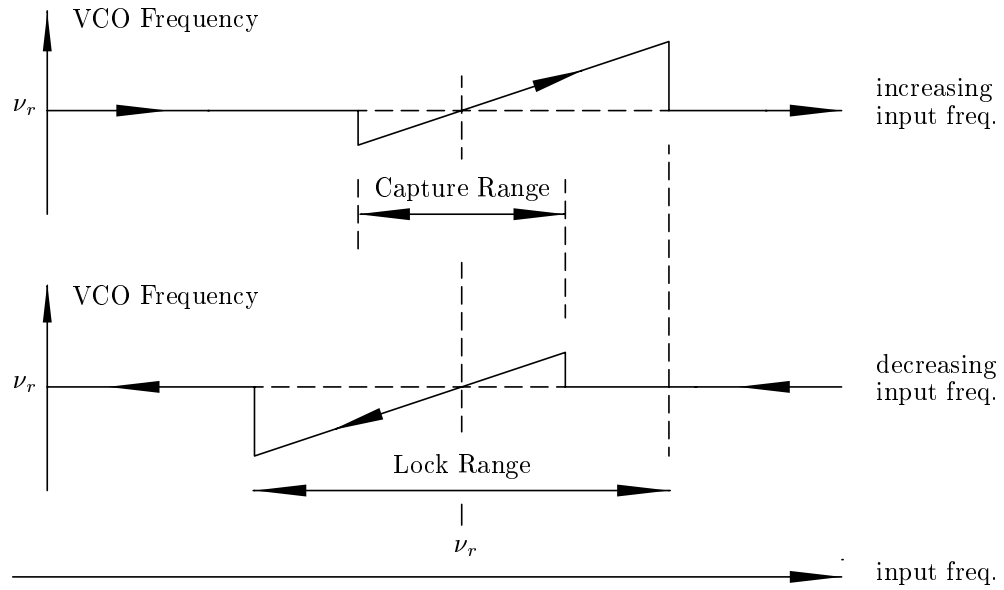 VCO Frequency
ν_r
increasing
input freq.
Capture Range
VCO Frequency
ν_r
decreasing
input freq.
Lock Range
ν_r
input freq.